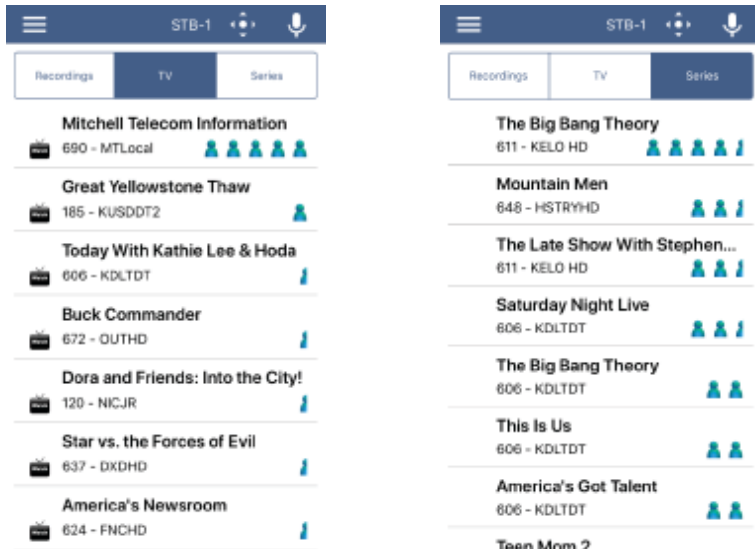 STB-1
Recordings TV Series
Mitchell Telecom Information
690 - MTLocal
Great Yellowstone Thaw
185 - KUSDDT2
Today With Kathie Lee & Hoda
606 - KDLTDT
Buck Commander
672 - OUTHD
Dora and Friends: Into the City!
120 - NICJR
Star vs. the Forces of Evil
637 - DXDHD
America's Newsroom
624 - FNCHD
STB-1
Recordings TV Series
The Big Bang Theory
611 - KELO HD
Mountain Men
648 - HSTRYHD
The Late Show With Stephen...
611 - KELO HD
Saturday Night Live
606 - KDLTDT
The Big Bang Theory
606 - KDLTDT
This Is Us
606 - KDLTDT
America's Got Talent
606 - KDLTDT
Teen Mom 2